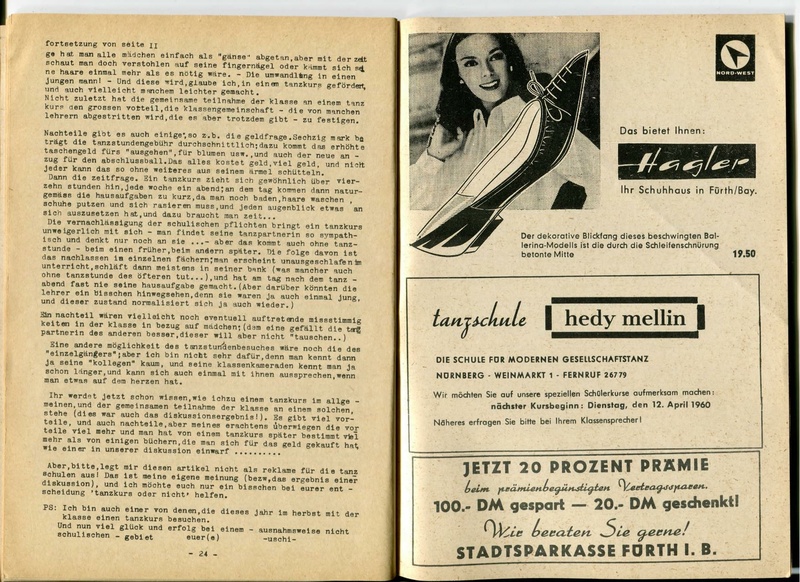 fortsetzung von seite II
ge hat man alle mädchen einfach als "gänse" abgetan,aber mit der zeit
schaut man doch verstohlen auf seine fingernägel oder kämmt sich sei
ne haare einmal mehr als es nötig wäre. - Die umwandlung in einen
jungen mann! - Und diese wird,glaube ich,in einem tanzkurs gefördert,
und auch vielleicht manchem leichter gemacht.
Nicht zuletzt hat die gemeinsame teilnahme der klasse an einem tanz
kurs den grossen vorteil,die klassengemeinschaft - die von manchen
lehrern abgestritten wird,die es aber trotzdem gibt - zu festigen.
Nachteile gibt es auch einige,so z.b. die geldfrage.Sechzig mark be
trägt die tanzstundengebühr durchschnittlich;dazu kommt das erhöhte
taschengeld fürs "ausgehen",für blumen usw.,und auch der neue an -
zug für den abschlussball.Das alles kostet geld,viel geld, und nicht
jeder kann das so ohne weiteres aus seinem ärmel schütteln.
Dann die zeitfrage. Ein tanzkurs zieht sich gewöhnlich über vier-
zehn stunden hin,jede woche ein abend;an dem tag kommen dann natur-
gemäss die hausaufgaben zu kurz,da man noch baden,haare waschen ,
schuhe putzen und sich rasieren muss,und jeden augenblick etwas an
sich auszusetzen hat,und dazu braucht man zeit...
Die vernachlässigung der schulischen pflichten bringt ein tanzkurs
unweigerlich mit sich - man findet seine tanzpartnerin so sympath-
isch und denkt nur noch an sie ...- aber das kommt auch ohne tanz-
stunde - beim einen früher,beim andern später. Die folge davon ist
das nachlassen im einzelnen fächern;man erscheint unausgeschlafen im
unterricht,schläft dann meistens in seiner bank (was mancher auch
ohne tanzstunde des öfteren tut...),und hat am tag nach dem tanz -
abend fast nie seine hausaufgabe gemacht.(Aber darüber könnten die
lehrer ein bisschen hinwegsehen,denn sie waren ja auch einmal jung,
und dieser zustand normalisiert sich ja auch wieder.)
Ein nachteil wären vielleicht noch eventuell auftretende missstimmig
keiten in der klasse in bezug auf mädchen;(dem eine gefällt die tanz
partnerin des anderen besser,dieser will aber nicht "tauschen..)
Eine andere möglichkeit des tanzstundenbesuches wäre noch die des
"einzelgängers";aber ich bin nicht sehr dafür,denn man kennt dann
ja seine "kollegen" kaum, und seine klassenkameraden kennt man ja
schon länger,und kann sich auch einmal mit ihnen aussprechen,wenn
man etwas auf dem herzen hat.
Ihr werdet jetzt schon wissen,wie ichzu einem tanzkurs im allge -
meinen,und der gemeinsamen teilnahme der klasse an einem solchen,
stehe (dies war auch das diskussionsergebnis!). Es gibt viel vor-
teile, und auch nachteile,aber meines erachtens überwiegen die vor
teile viel mehr und man hat von einem tanzkurs später bestimmt viel
mehr als von einigen büchern,die man sich für das geld gekauft hat,
wie einer in unserer diskussion einwarf ..........
Aber,bitte,legt mir diesen artikel nicht als reklame für die tanz
schulen aus! Das ist meine eigene meinung (bezw.das ergebnis einer
diskussion), und ich möchte euch nur ein bisschen bei eurer ent -
scheidung 'tanzkurs oder nicht' helfen.
PS: Ich bin auch einer von denen,die dieses jahr im herbst mit der
klasse einen tanzkurs besuchen.
Und nun viel glück und erfolg bei einem - ausnahmsweise nicht
schulischen - gebiet euer(e) -uschi-
- 24 -
NORD-WEST
Das bietet Ihnen:
Hagler
Ihr Schuhhaus in Fürth/Bay.
Der dekorative Blickfang dieses beschwingten Bal-
lerina-Modells ist die durch die Schleifenschnürung
betonte Mitte 19.50
tanzschule hedy mellin
DIE SCHULE FÜR MODERNEN GESELLSCHAFTSTANZ
NÜRNBERG - WEINMARKT 1 - FERNRUF 26779
Wir möchten Sie auf unsere speziellen Schülerkurse aufmerksam machen:
nächster Kursbeginn: Dienstag, den 12. April 1960
Näheres erfragen Sie bitte bei Ihrem Klassensprecher!
JETZT 20 PROZENT PRÄMIE
beim prämienbegünstigten Vertragssparen.
100.- DM gespart — 20.- DM geschenkt!
Wir beraten Sie gerne!
STADTSPARKASSE FÜRTH I. B.